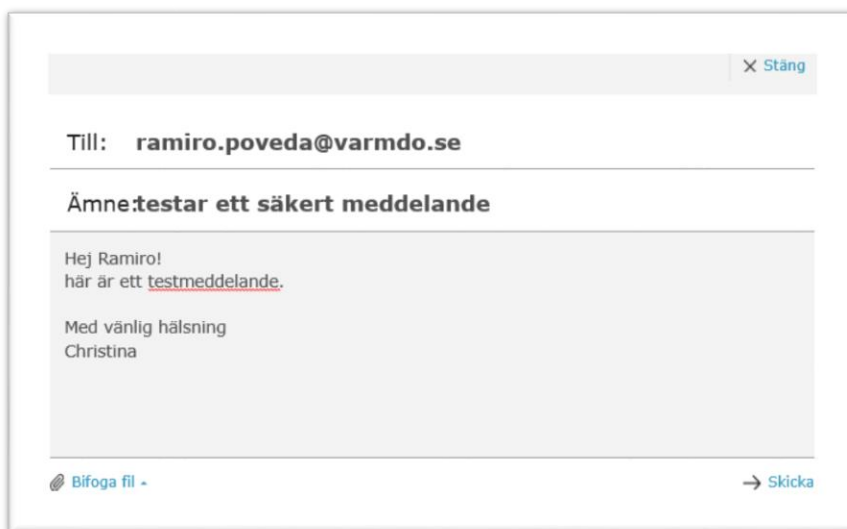 Stäng
Till: ramiro.poveda@varmdo.se
Ämne:testar ett säkert meddelande
Hej Ramiro!
här är ett testmeddelande.
Med vänlig hälsning
Christina
Bifoga fil
Skicka